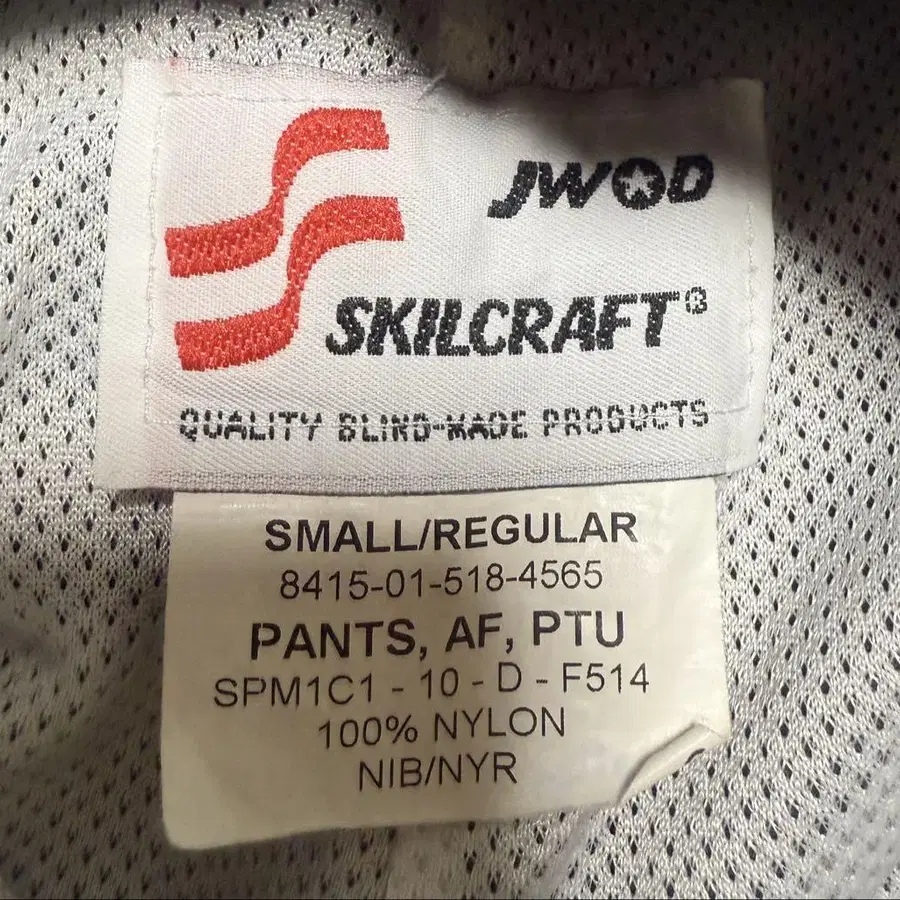 JWOD
SKILCRAFT®
QUALITY BLIND-MADE PRODUCTS
SMALL/REGULAR
8415-01-518-4565
PANTS, AF, PTU
SPM1C1 - 10 - D - F514
100% NYLON
NIB/NYR